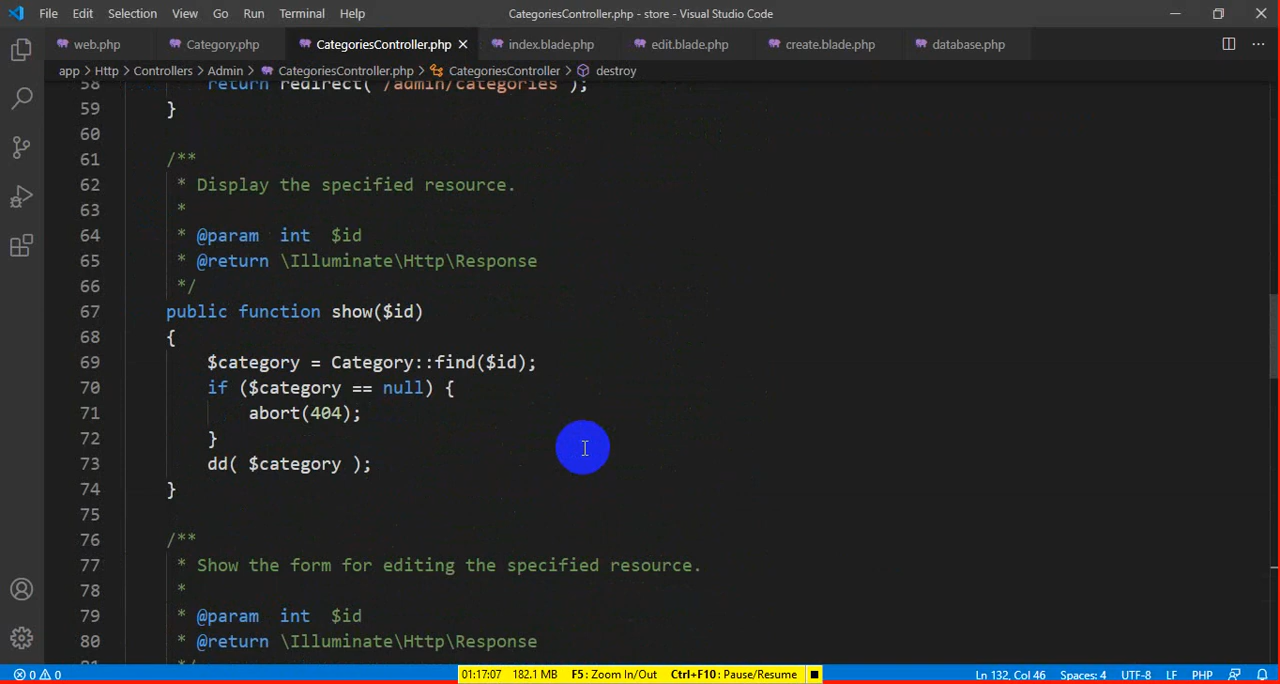 File Edit Selection View Go Run Terminal Help CategoriesController.php - store - Visual Studio Code
web.php Category.php CategoriesController.php index.blade.php edit.blade.php create.blade.php database.php
app > Http > Controllers > Admin > CategoriesController.php > CategoriesController > destroy
58 return redirect('/admin/categories');
59 }
60
61 /**
62 * Display the specified resource.
63 *
64 * @param int $id
65 * @return \Illuminate\Http\Response
66 */
67 public function show($id)
68 {
69 $category = Category::find($id);
70 if ($category == null) {
71 abort(404);
72 }
73 dd( $category );
74 }
75
76 /**
77 * Show the form for editing the specified resource.
78 *
79 * @param int $id
80 * @return \Illuminate\Http\Response
81 */
0 0 01:17:07 182.1 MB F5: Zoom In/Out Ctrl+F10: Pause/Resume Ln 132, Col 46 Spaces: 4 UTF-8 LF PHP